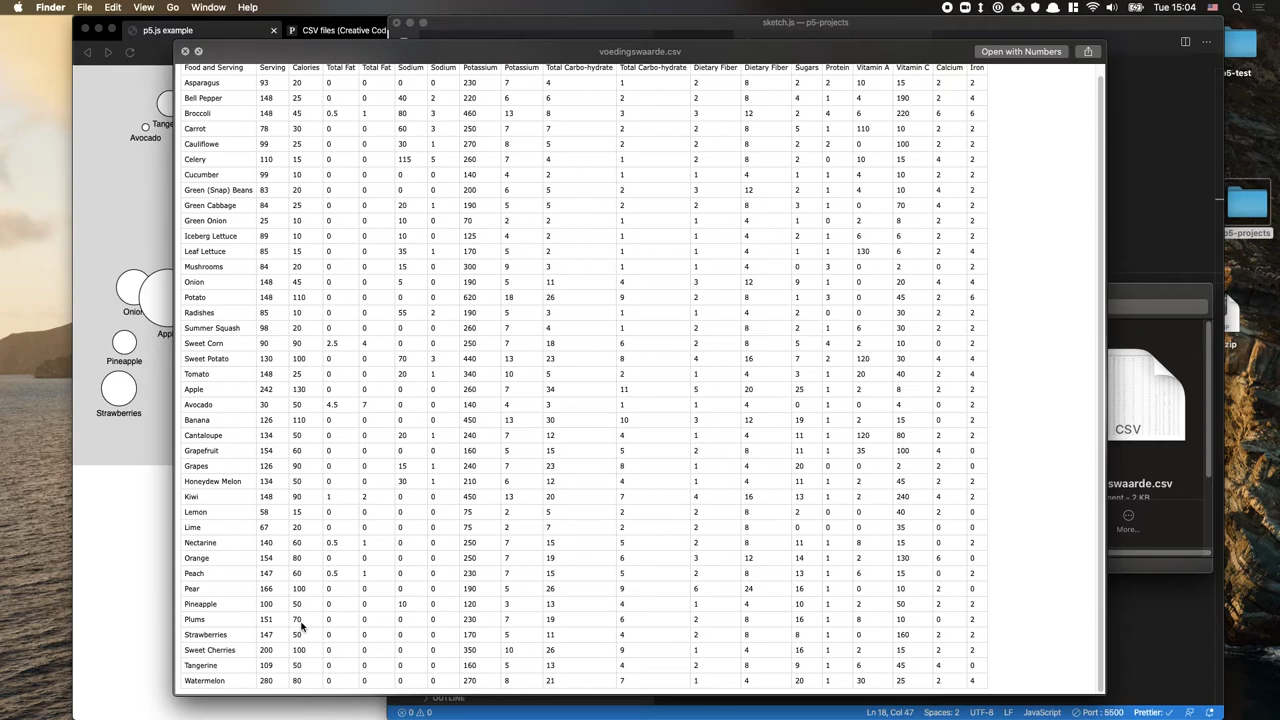 Finder File Edit View Go Window Help Tue 15:04
p5.js example
CSV files (Creative Cod
sketch.js — p5-projects
voedingswaarde.csv
Open with Numbers
Food and Serving Serving Calories Total Fat Total Fat Sodium Sodium Potassium Potassium Total Carbo-hydrate Total Carbo-hydrate Dietary Fiber Dietary Fiber Sugars Protein Vitamin A Vitamin C Calcium Iron
Asparagus 93 20 0 0 0 0 230 7 4 1 2 8 2 2 10 15 2 2
Bell Pepper 148 25 0 0 40 2 220 6 6 2 2 8 4 1 4 190 2 4
Broccoli 148 45 0.5 1 80 3 460 13 8 3 3 12 2 4 6 220 6 6
Carrot 78 30 0 0 60 3 250 7 7 2 2 8 5 1 110 10 2 2
Cauliflowe 99 25 0 0 30 1 270 8 5 2 2 8 2 2 0 100 2 2
Celery 110 15 0 0 115 5 260 7 4 1 2 8 2 0 10 15 4 2
Cucumber 99 10 0 0 0 0 140 4 2 1 1 4 1 1 4 10 2 2
Green (Snap) Beans 83 20 0 0 0 0 200 6 5 2 3 12 2 1 4 10 4 2
Green Cabbage 84 25 0 0 20 1 190 5 5 2 2 8 3 1 0 70 4 2
Green Onion 25 10 0 0 10 0 70 2 2 1 1 4 1 0 2 8 2 2
Iceberg Lettuce 89 10 0 0 10 0 125 4 2 1 1 4 2 1 6 6 2 2
Leaf Lettuce 85 15 0 0 35 1 170 5 2 1 1 4 1 1 130 6 2 4
Mushrooms 84 20 0 0 15 0 300 9 3 1 1 4 0 3 0 2 0 2
Onion 148 45 0 0 5 0 190 5 11 4 3 12 9 1 0 20 4 4
Potato 148 110 0 0 0 0 620 18 26 9 2 8 1 3 0 45 2 6
Radishes 85 10 0 0 55 2 190 5 3 1 1 4 2 0 0 30 2 2
Summer Squash 98 20 0 0 0 0 260 7 4 1 2 8 2 1 6 30 2 2
Sweet Corn 90 90 2.5 4 0 0 250 7 18 6 2 8 5 4 2 10 0 2
Sweet Potato 130 100 0 0 70 3 440 13 23 8 4 16 7 2 120 30 4 4
Tomato 148 25 0 0 20 1 340 10 5 2 1 4 3 1 20 40 2 4
Apple 242 130 0 0 0 0 260 7 34 11 5 20 25 1 2 8 2 2
Avocado 30 50 4.5 7 0 0 140 4 3 1 1 4 0 1 0 4 0 2
Banana 126 110 0 0 0 0 450 13 30 10 3 12 19 1 2 15 0 2
Cantaloupe 134 50 0 0 20 1 240 7 12 4 1 4 11 1 120 80 2 2
Grapefruit 154 60 0 0 0 0 160 5 15 5 2 8 11 1 35 100 4 0
Grapes 126 90 0 0 15 1 240 7 23 8 1 4 20 0 0 2 2 0
Honeydew Melon 134 50 0 0 30 1 210 6 12 4 1 4 11 1 2 45 2 2
Kiwi 148 90 1 2 0 0 450 13 20 7 4 16 13 1 2 240 4 2
Lemon 58 15 0 0 0 0 75 2 5 2 2 8 2 0 0 40 2 0
Lime 67 20 0 0 0 0 75 2 7 2 2 8 0 0 0 35 0 0
Nectarine 140 60 0.5 1 0 0 250 7 15 5 2 8 11 1 8 15 0 2
Orange 154 80 0 0 0 0 250 7 19 6 3 12 14 1 2 130 6 0
Peach 147 60 0.5 1 0 0 230 7 15 5 2 8 13 1 6 15 0 2
Pear 166 100 0 0 0 0 190 5 26 9 6 24 16 1 0 10 2 0
Pineapple 100 50 0 0 10 0 120 3 13 4 1 4 10 1 2 50 2 2
Plums 151 70 0 0 0 0 230 7 19 6 2 8 16 1 8 10 0 2
Strawberries 147 50 0 0 0 0 170 5 11 4 2 8 8 1 0 160 2 2
Sweet Cherries 200 100 0 0 0 0 350 10 26 9 1 4 16 1 2 15 2 2
Tangerine 109 50 0 0 0 0 160 5 13 4 2 8 9 1 6 45 4 0
Watermelon 280 80 0 0 0 0 270 8 21 7 1 4 20 1 30 25 2 4
Tange
Avocado
Onion
Appl
Pineapple
Strawberries
p5-test
p5-projects
zip
CSV
swaarde.csv
ment - 2 KB
More...
OUTLINE
0 0
Ln 18, Col 47 Spaces: 2 UTF-8 LF JavaScript Port : 5500 Prettier: ✓